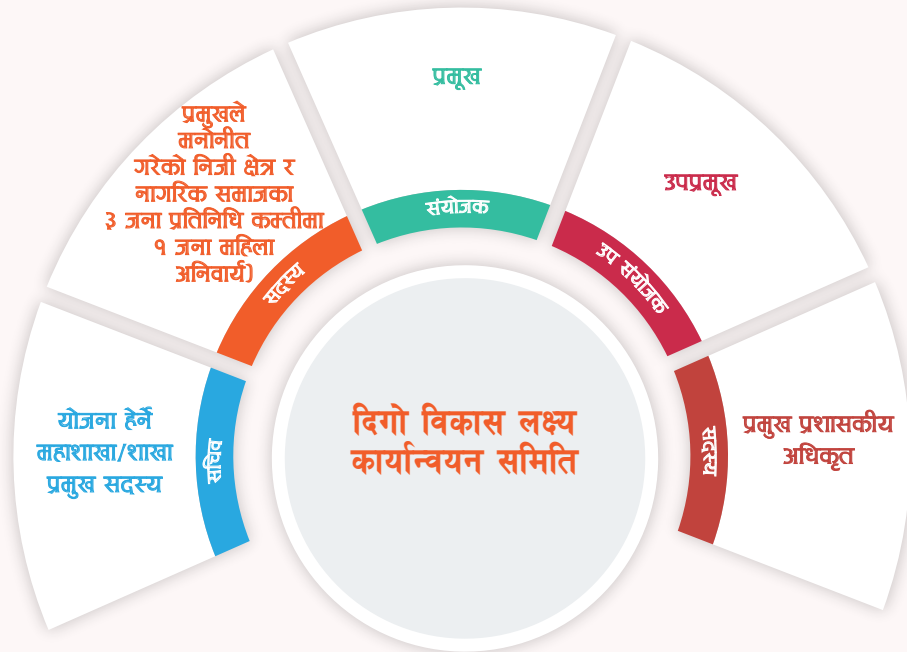 प्रमूख
संयोजक
प्रमुखले
मनोनीत
गरेको निजी क्षेत्र र
नागरिक समाजका
३ जना प्रतिनिधि कम्तीमा
१ जना महिला
अनिवार्य)
सदस्य
उपप्रमूख
उप संयोजक
योजना हेर्ने
महाशाखा/शाखा
प्रमुख सदस्य
सचिव
दिगो विकास लक्ष्य
कार्यान्वयन समिति
प्रमुख प्रशासकीय
अधिकृत
सदस्य